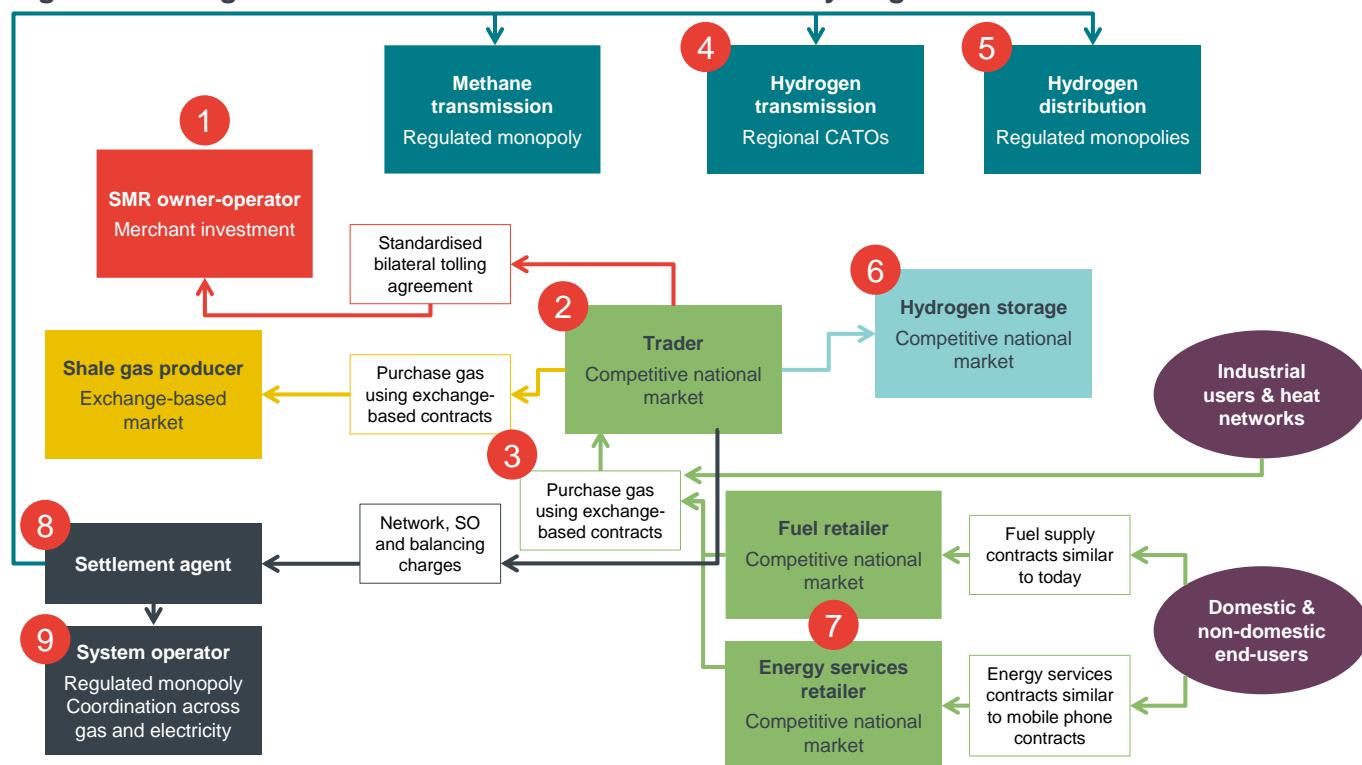 4
5
Methane
transmission
Regulated monopoly
Hydrogen
transmission
Regional CATOs
Hydrogen
distribution
Regulated monopolies
1
SMR owner-operator
Merchant investment
Standardised
bilateral tolling
agreement
2
Trader
Competitive national
market
6
Hydrogen storage
Competitive national
market
Shale gas producer
Exchange-based
market
Purchase gas
using exchange-
based contracts
Industrial
users & heat
networks
3
Purchase gas
using exchange-
based contracts
8
Settlement agent
Network, SO
and balancing
charges
Fuel retailer
Competitive national
market
Fuel supply
contracts similar
to today
9
System operator
Regulated monopoly
Coordination across
gas and electricity
7
Energy services
retailer
Competitive national
market
Energy services
contracts similar
to mobile phone
contracts
Domestic &
non-domestic
end-users